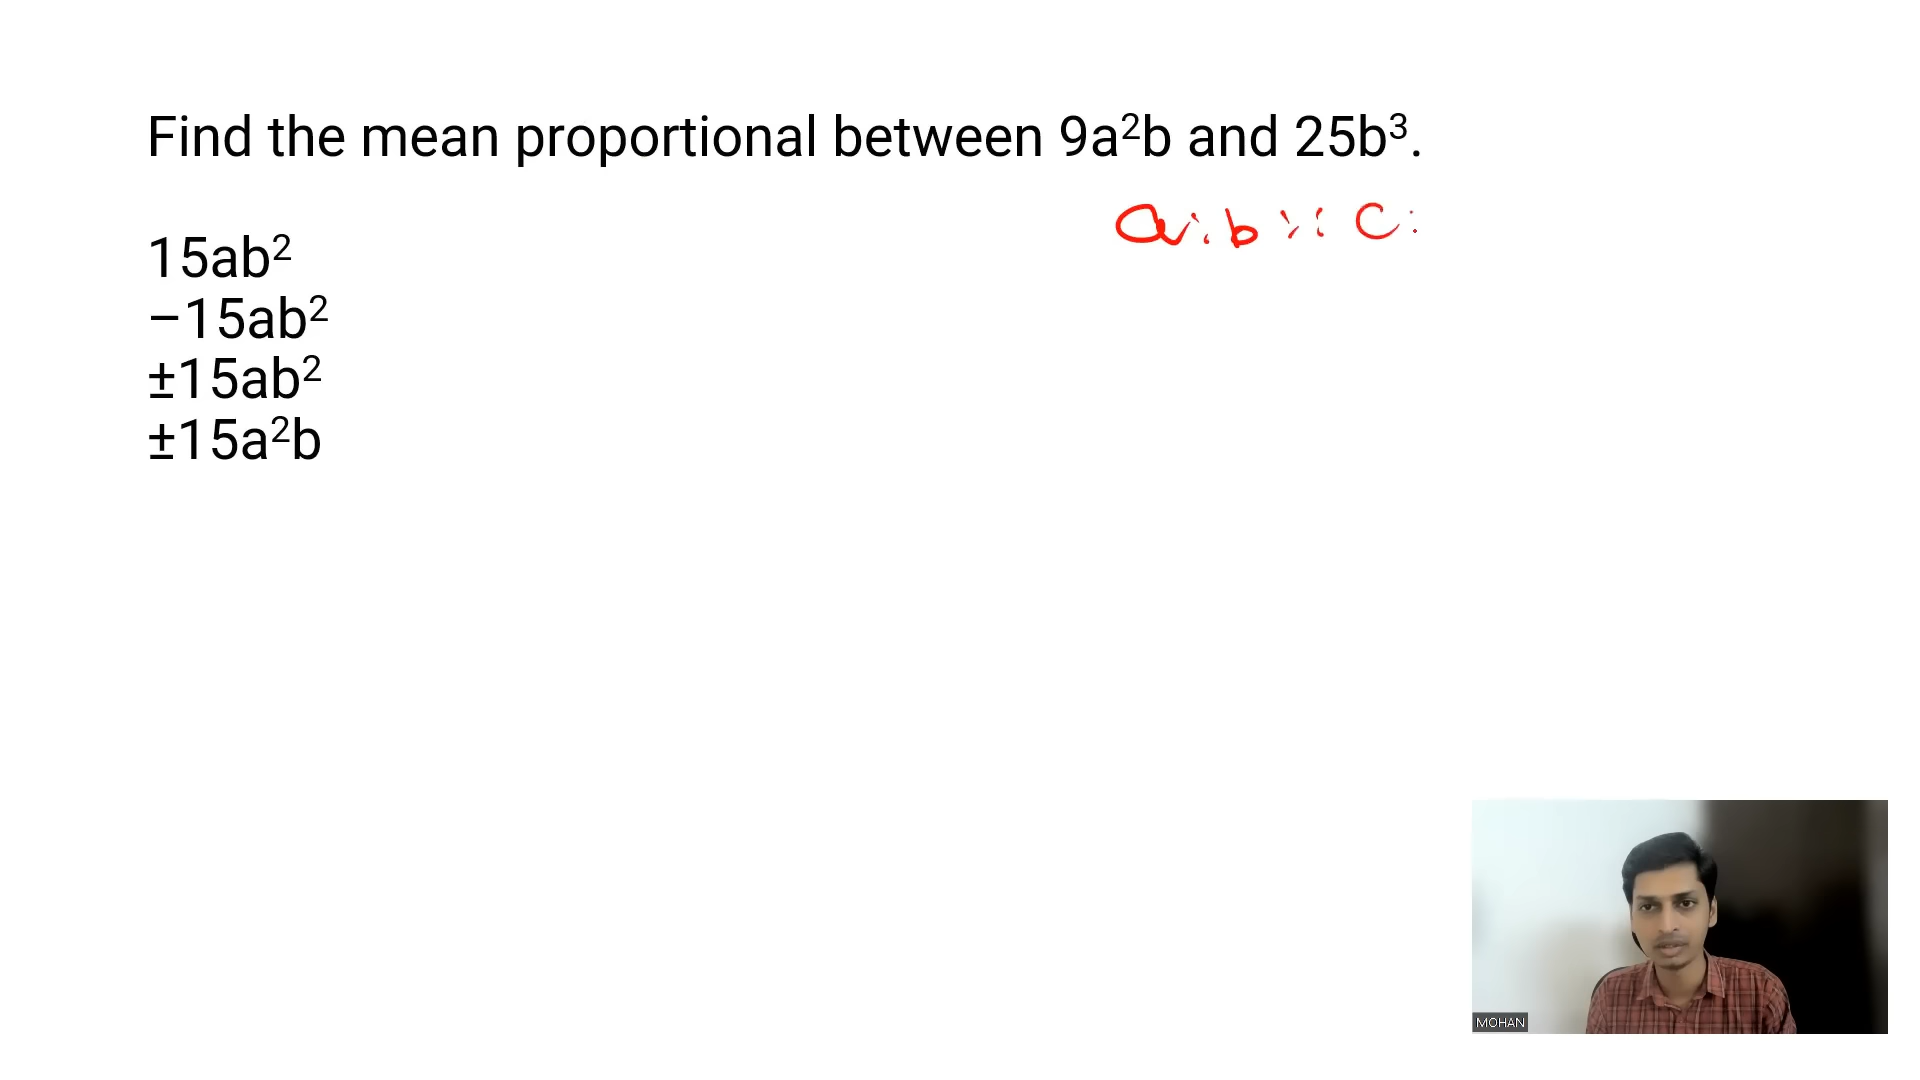 Find the mean proportional between 9a²b and 25b³.
a:b :: c:
15ab²
−15ab²
±15ab²
±15a²b
MOHAN